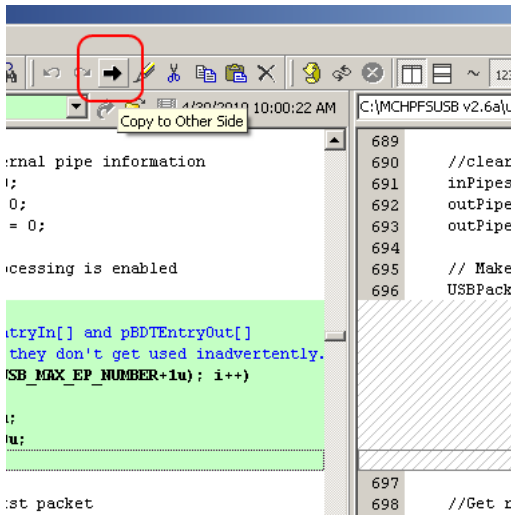 123
4/30/2010 10:00:22 AM
C:\MCHPFSUSB v2.6a\u
Copy to Other Side
ernal pipe information
;
0;
= 0;
ocessing is enabled
ntryIn[] and pBDTEntryOut[]
they don't get used inadvertently.
USB_MAX_EP_NUMBER+1u); i++)
u;
0u;
st packet
689
690 //clear
691 inPipes
692 outPipe
693 outPipe
694
695 // Make
696 USBPack
697
698 //Get r